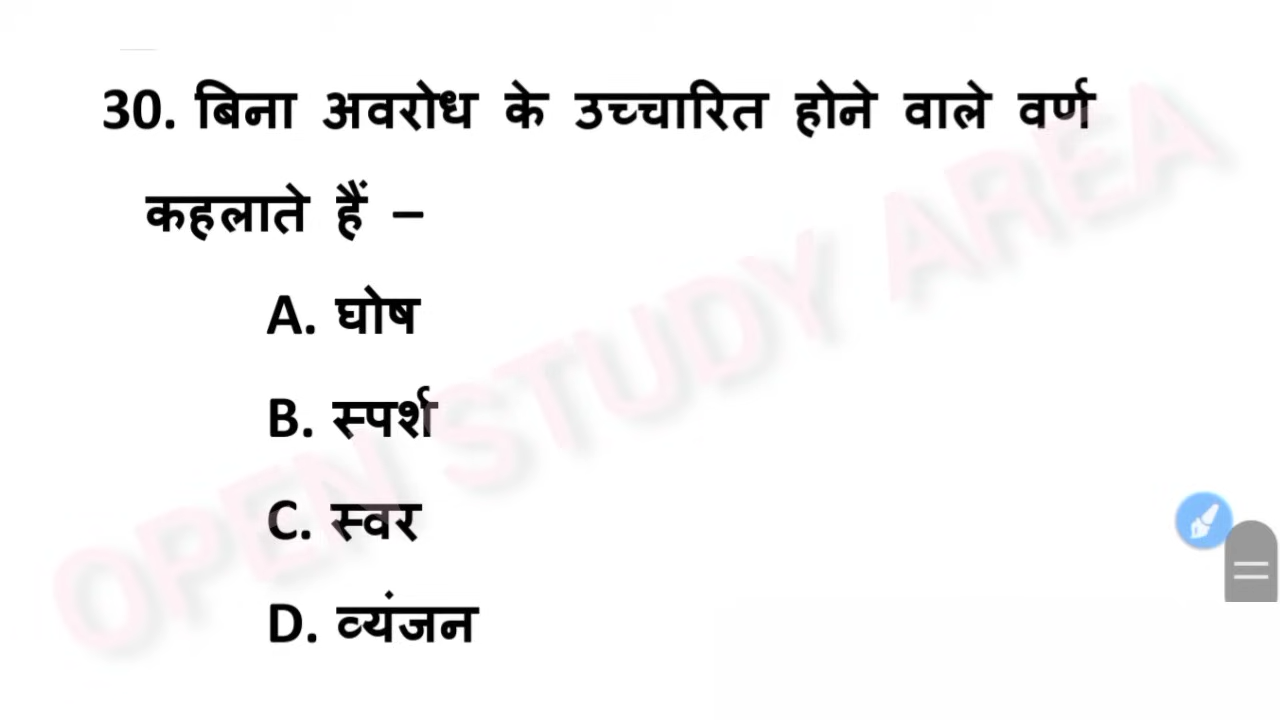 30. बिना अवरोध के उच्चारित होने वाले वर्ण
कहलाते हैं –
A. घोष
B. स्पर्श
C. स्वर
D. व्यंजन
OPEN STUDY AREA